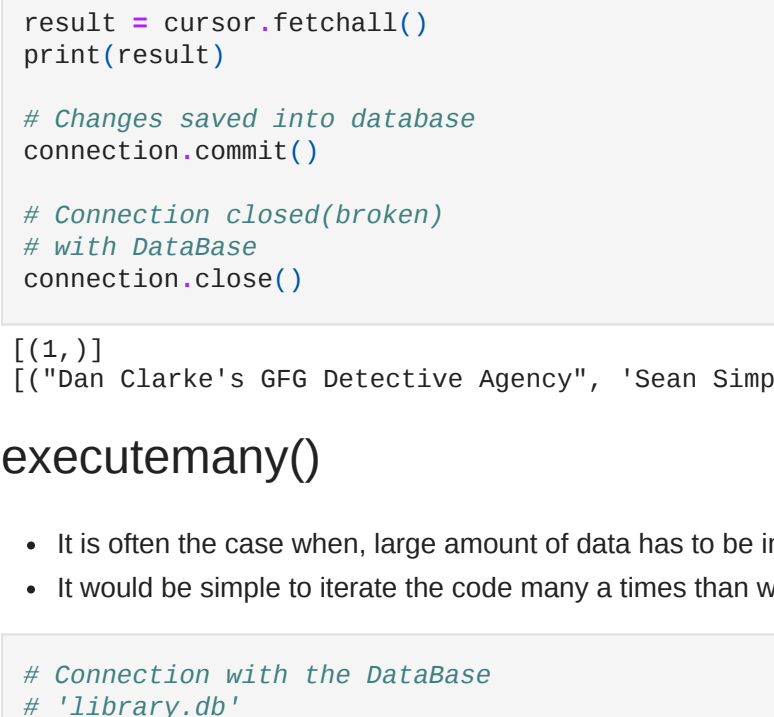 result = cursor.fetchall()
print(result)
# Changes saved into database
connection.commit()
# Connection closed(broken)
# with DataBase
connection.close()
[(1,)]
[("Dan Clarke's GFG Detective Agency", 'Sean Simp
executemany()
• It is often the case when, large amount of data has to be
• It would be simple to iterate the code many a times than
# Connection with the DataBase
# 'library.db'